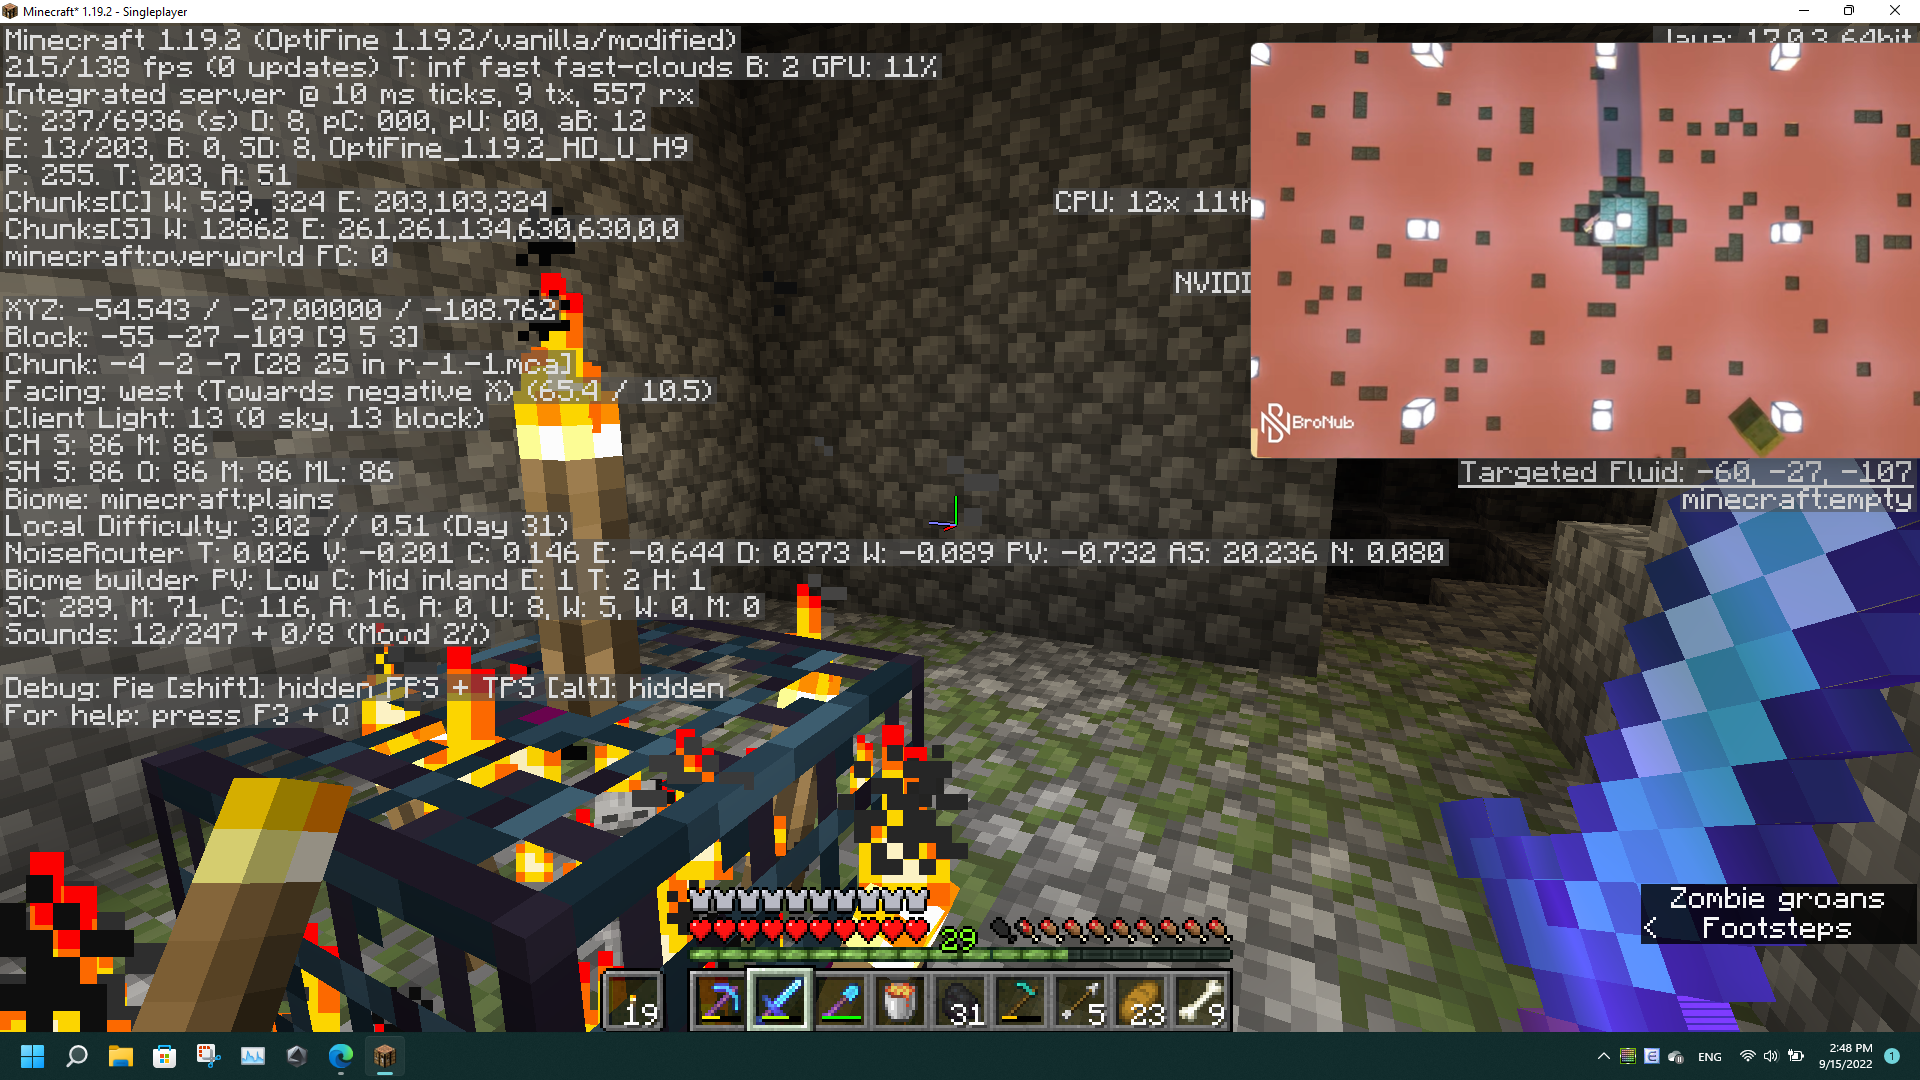 Minecraft* 1.19.2 - Singleplayer
Minecraft 1.19.2 (OptiFine 1.19.2/vanilla/modified)
215/138 fps (0 updates) T: inf fast fast-clouds B: 2 GPU: 11%
Integrated server @ 10 ms ticks, 9 tx, 557 rx
C: 237/6936 (s) D: 8, pC: 000, pU: 00, aB: 12
E: 13/203, B: 0, SD: 8, OptiFine_1.19.2_HD_U_H9
P: 255. T: 203, A: 51
Chunks[C] W: 529, 324 E: 203,103,324
Chunks[S] W: 12862 E: 261,261,134,630,630,0,0
minecraft:overworld FC: 0
XYZ: -54.543 / -27.00000 / -108.762
Block: -55 -27 -109 [9 5 3]
Chunk: -4 -2 -7 [28 25 in r.-1.-1.mca]
Facing: west (Towards negative X) (65.4 / 10.5)
Client Light: 13 (0 sky, 13 block)
CH S: 86 M: 86
SH S: 86 O: 86 M: 86 ML: 86
Biome: minecraft:plains
Local Difficulty: 3.02 // 0.51 (Day 31)
NoiseRouter T: 0.026 V: -0.201 C: 0.146 E: -0.644 D: 0.873 W: -0.089 PV: -0.732 AS: 20.236 N: 0.080
Biome builder PV: Low C: Mid inland E: 1 T: 2 H: 1
SC: 289, M: 71, C: 116, A: 16, A: 0, U: 8, W: 5, W: 0, M: 0
Sounds: 12/247 + 0/8 (Mood 2%)
Debug: Pie [shift]: hidden FPS + TPS [alt]: hidden
For help: press F3 + Q
Java: 17.0.3 64bit
CPU: 12x 11th
NVIDI
BroNub
Targeted Fluid: -60, -27, -107
minecraft:empty
Zombie groans
< Footsteps
29
19
31
5
23
9
ENG
2:48 PM
9/15/2022
1